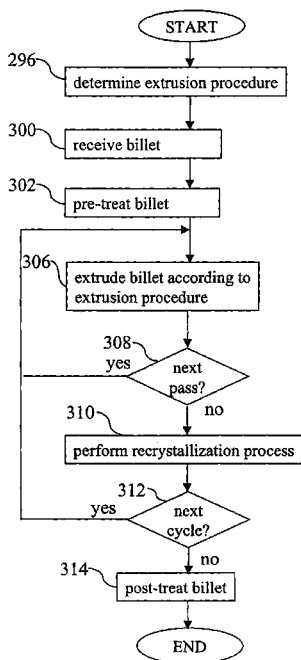 START
296
determine extrusion procedure
300
receive billet
302
pre-treat billet
306
extrude billet according to
extrusion procedure
308
yes
next
pass?
no
310
perform recrystallization process
312
yes
next
cycle?
no
314
post-treat billet
END